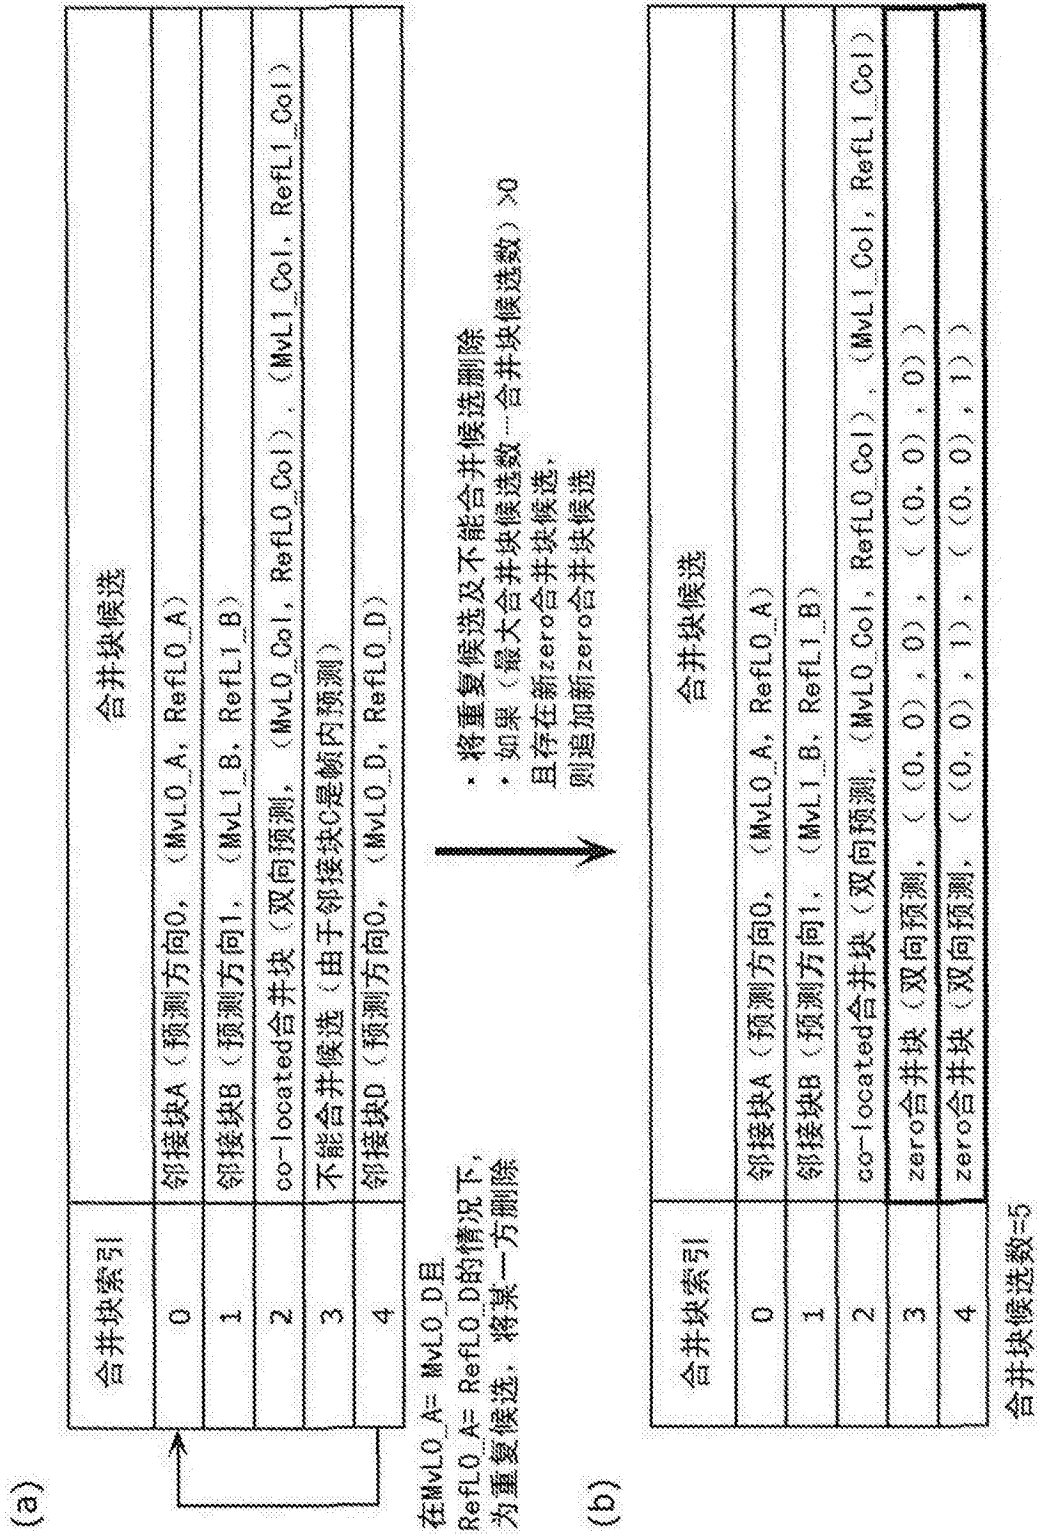 (a)
合并块索引 合并块候选
0 邻接块A（预测方向0，（MvL0_A，RefL0_A）
1 邻接块B（预测方向1，（MvL1_B，RefL1_B）
2 co-located合并块（双向预测，（MvL0_Col，RefL0_Col），（MvL1_Col，RefL1_Col）
3 不能合并候选（由于邻接块C是帧内预测）
4 邻接块D（预测方向0，（MvL0_D，RefL0_D）
在MvL0_A= MvL0_D且
RefL0_A= RefL0_D的情况下，
为重复候选，将某一方删除
・将重复候选及不能合并候选删除
・如果（最大合并块候选数－合并块候选数）>0
且存在新zero合并块候选，
则追加新zero合并块候选
(b)
合并块索引 合并块候选
0 邻接块A（预测方向0，（MvL0_A，RefL0_A）
1 邻接块B（预测方向1，（MvL1_B，RefL1_B）
2 co-located合并块（双向预测，（MvL0_Col，RefL0_Col），（MvL1_Col，RefL1_Col）
3 zero合并块（双向预测，（（0，0），0），（（0，0），0））
4 zero合并块（双向预测，（（0，0），1），（（0，0），1））
合并块候选数=5